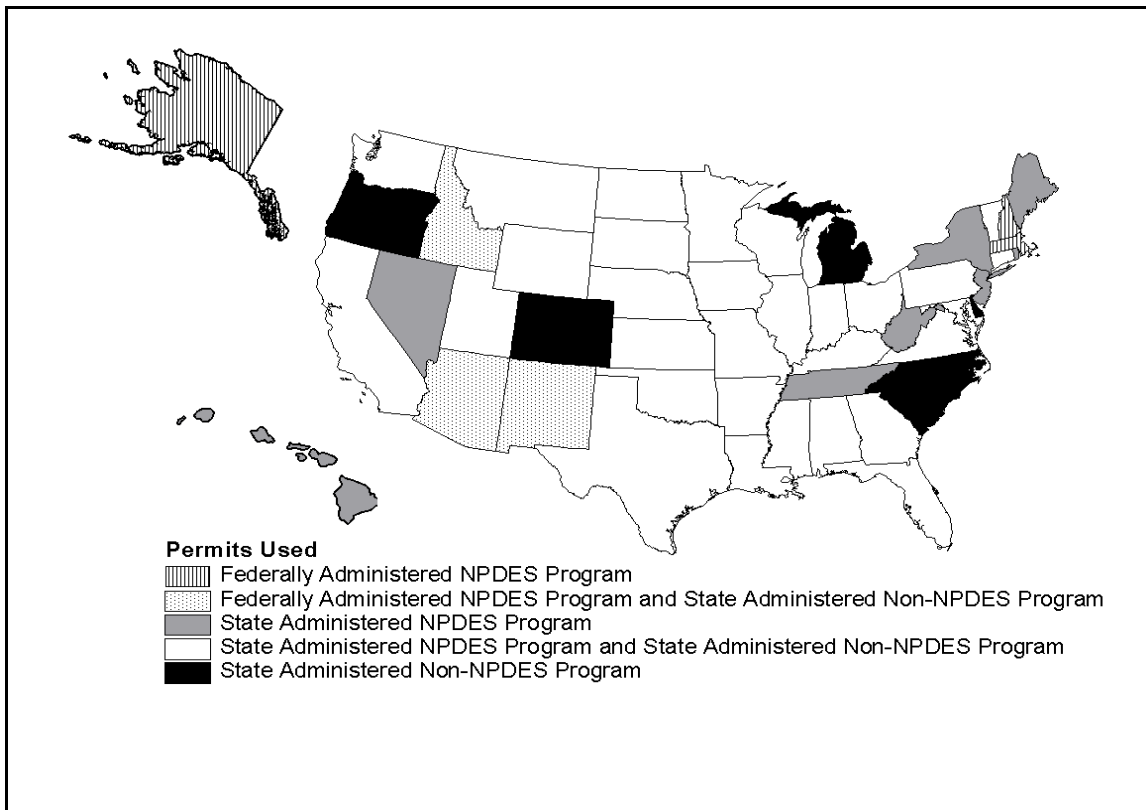 Permits Used
Federally Administered NPDES Program
Federally Administered NPDES Program and State Administered Non-NPDES Program
State Administered NPDES Program
State Administered NPDES Program and State Administered Non-NPDES Program
State Administered Non-NPDES Program